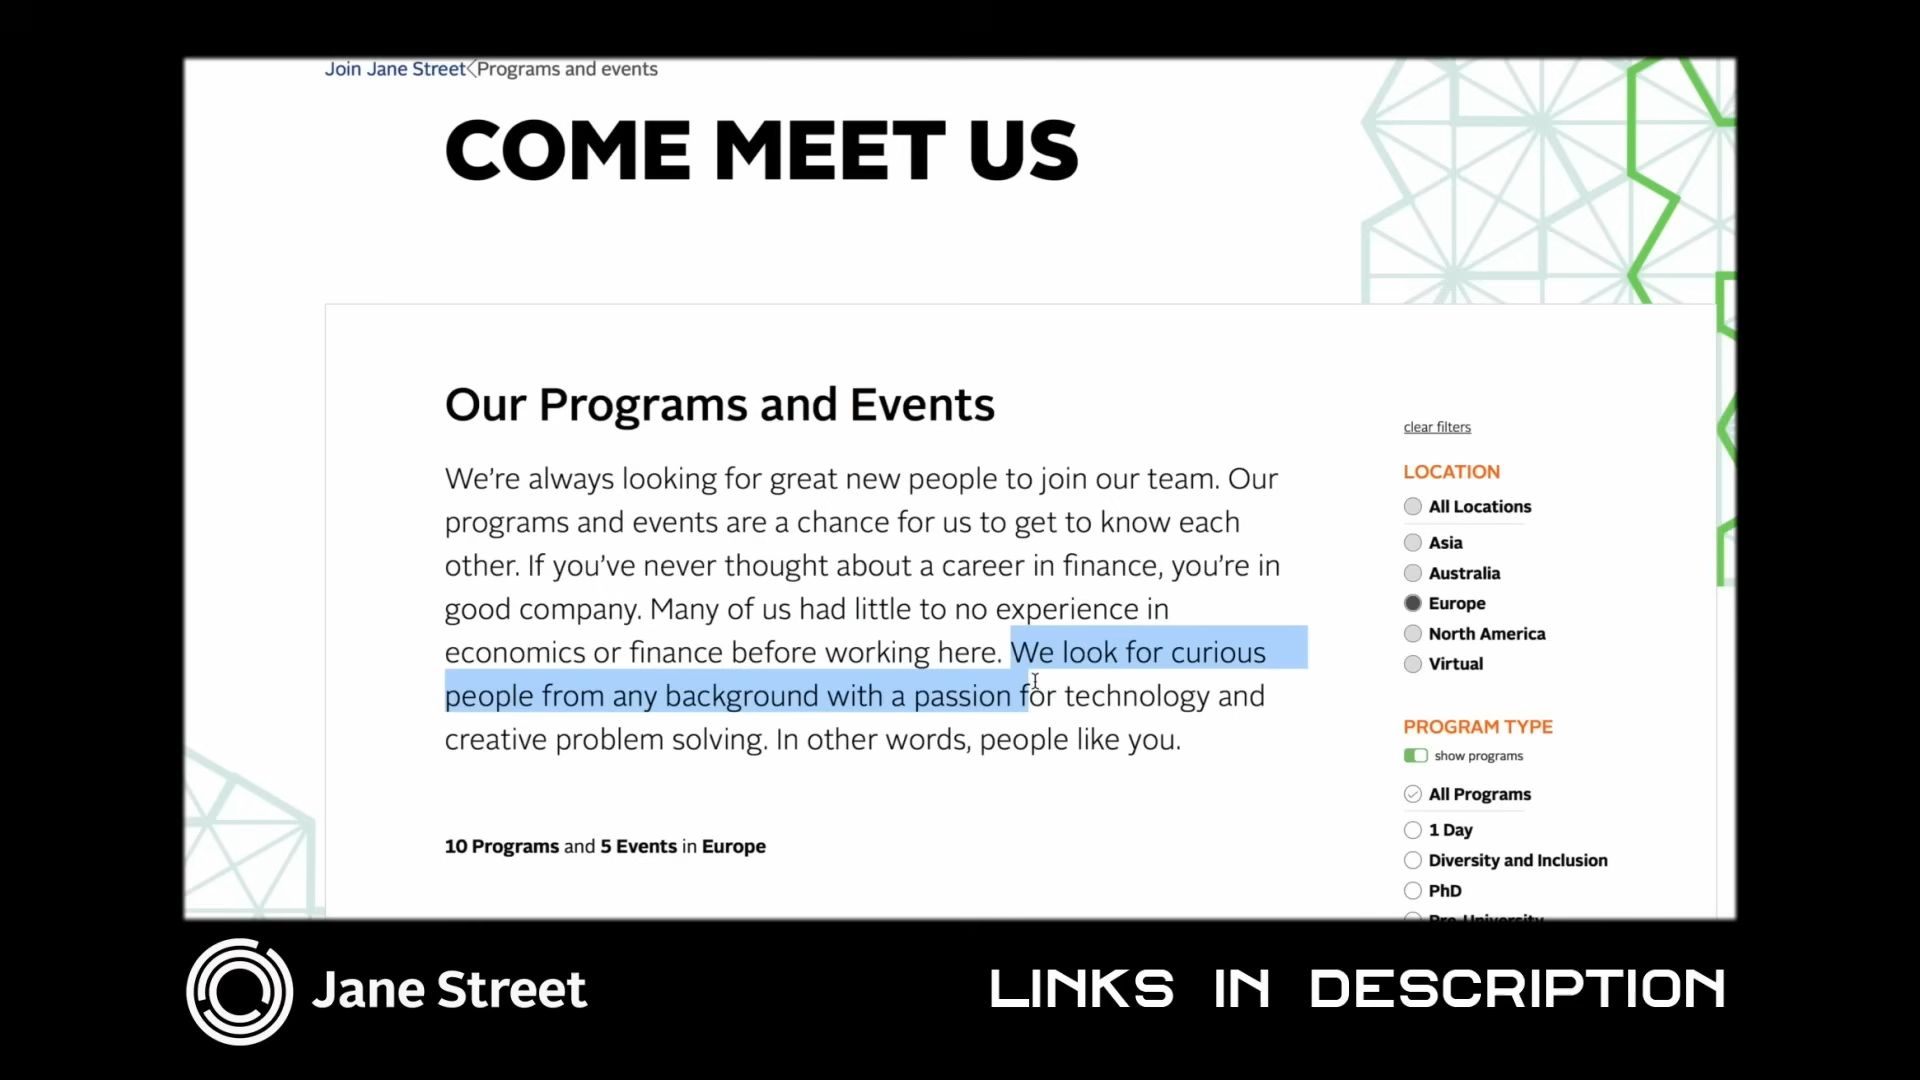 Join Jane Street
Programs and events
COME MEET US
Our Programs and Events
We're always looking for great new people to join our team. Our
programs and events are a chance for us to get to know each
other. If you've never thought about a career in finance, you're in
good company. Many of us had little to no experience in
economics or finance before working here. We look for curious
people from any background with a passion for technology and
creative problem solving. In other words, people like you.
10 Programs and 5 Events in Europe
clear filters
LOCATION
All Locations
Asia
Australia
Europe
North America
Virtual
PROGRAM TYPE
show programs
All Programs
1 Day
Diversity and Inclusion
PhD
Pre-University
Jane Street
LINKS IN DESCRIPTION